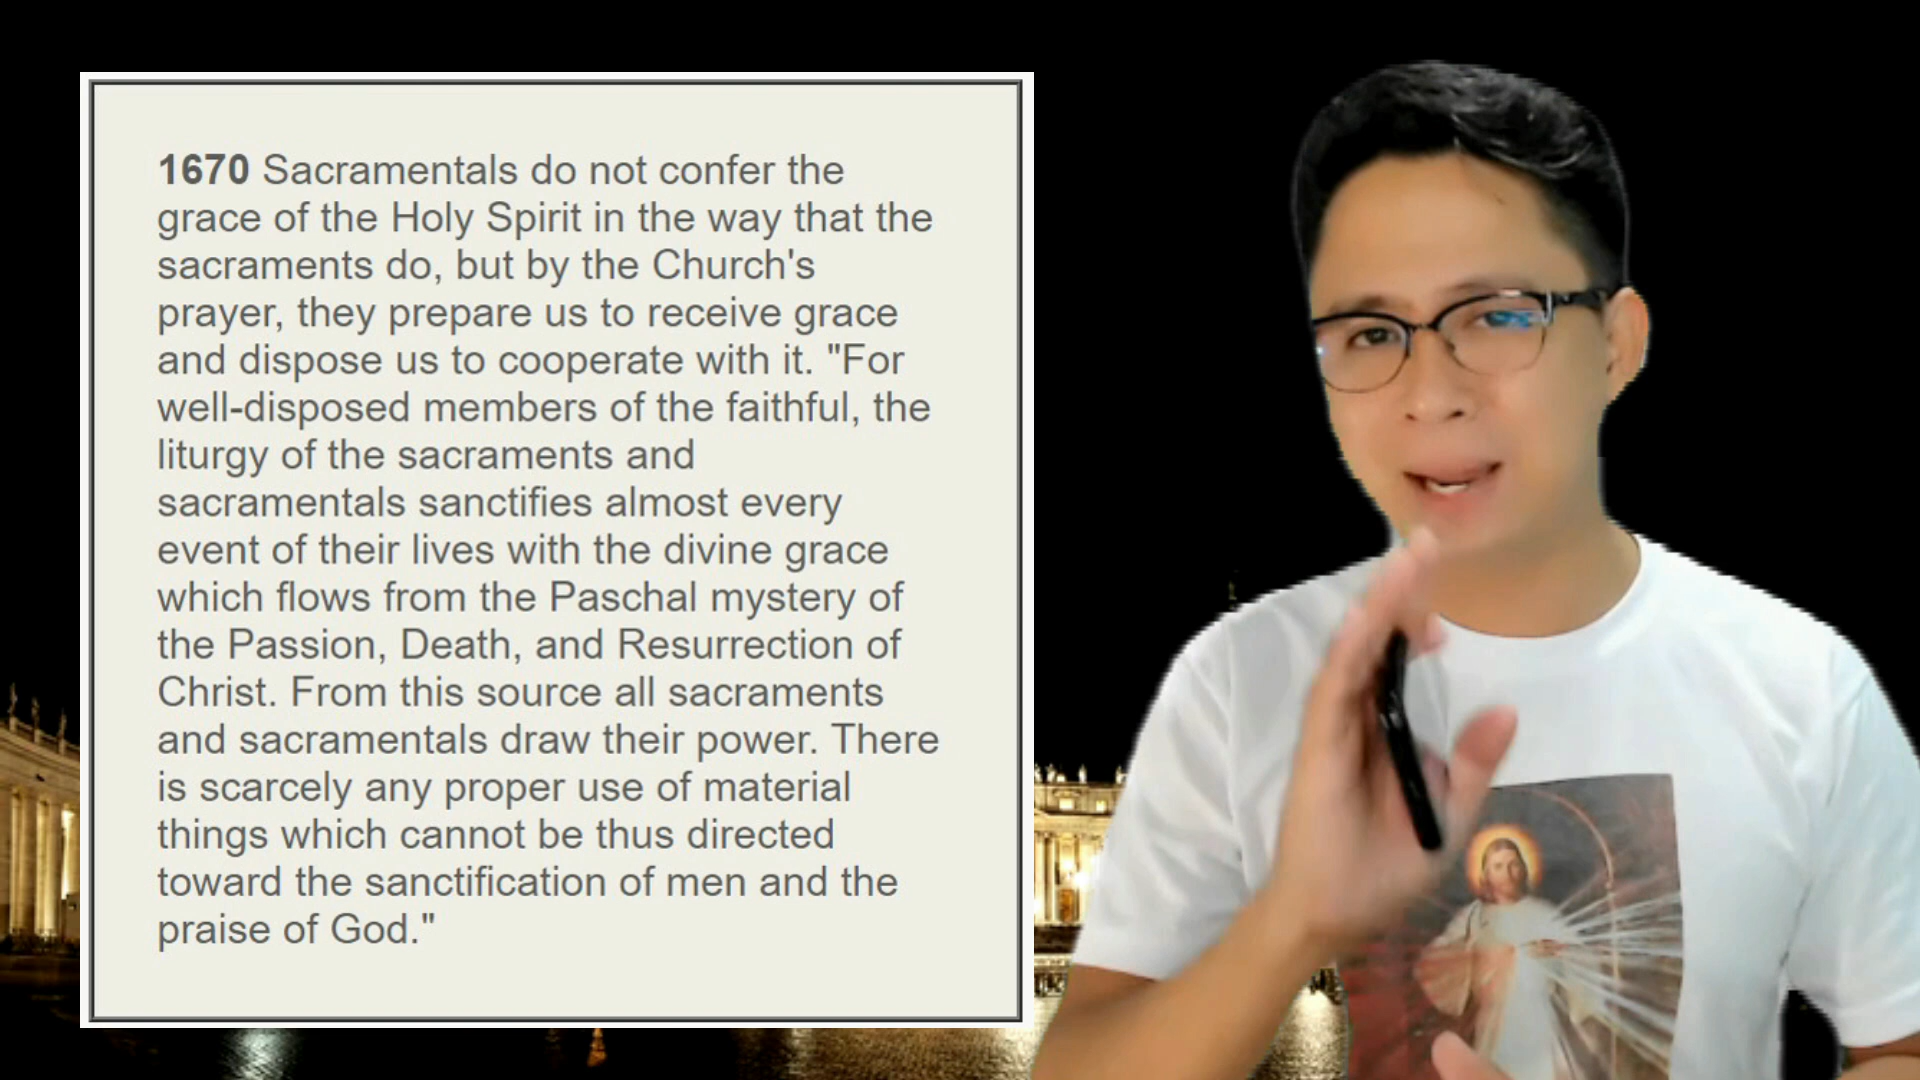 1670 Sacramentals do not confer the
grace of the Holy Spirit in the way that the
sacraments do, but by the Church's
prayer, they prepare us to receive grace
and dispose us to cooperate with it. "For
well-disposed members of the faithful, the
liturgy of the sacraments and
sacramentals sanctifies almost every
event of their lives with the divine grace
which flows from the Paschal mystery of
the Passion, Death, and Resurrection of
Christ. From this source all sacraments
and sacramentals draw their power. There
is scarcely any proper use of material
things which cannot be thus directed
toward the sanctification of men and the
praise of God."